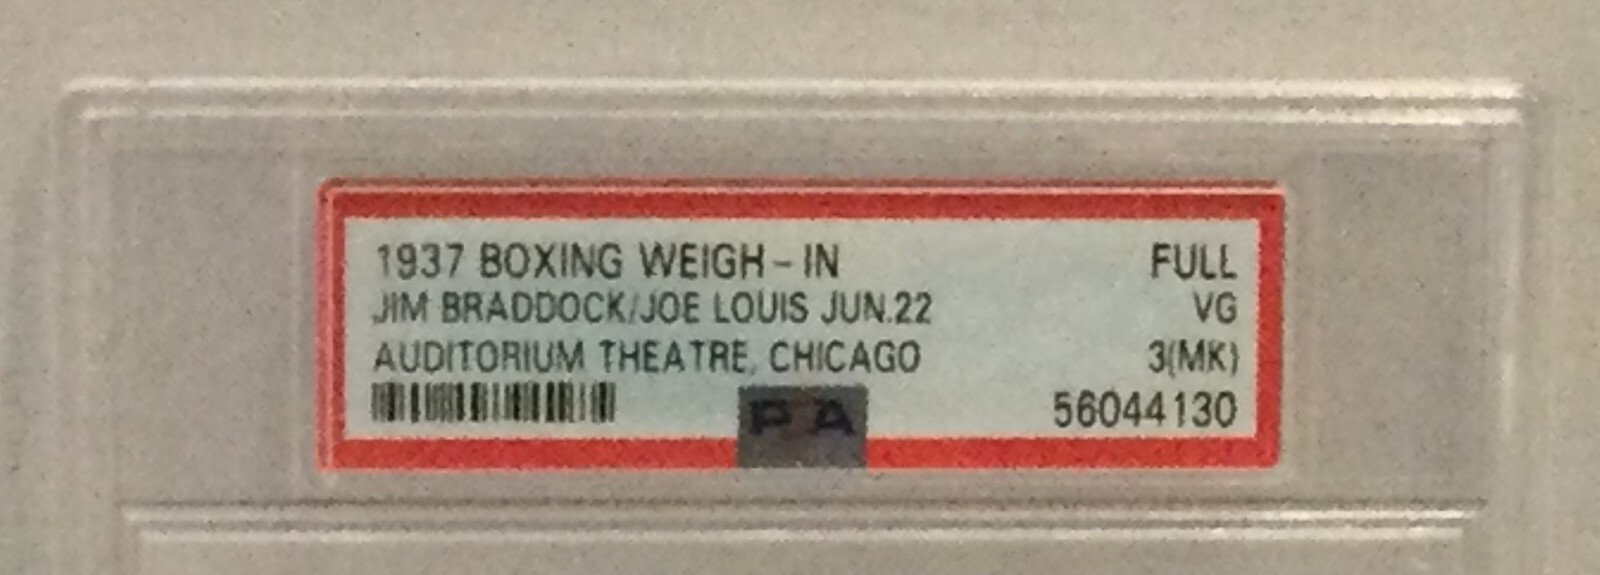 1937 BOXING WEIGH-IN FULL
JIM BRADDOCK/JOE LOUIS JUN.22 VG
AUDITORIUM THEATRE, CHICAGO 3(MK)
56044130